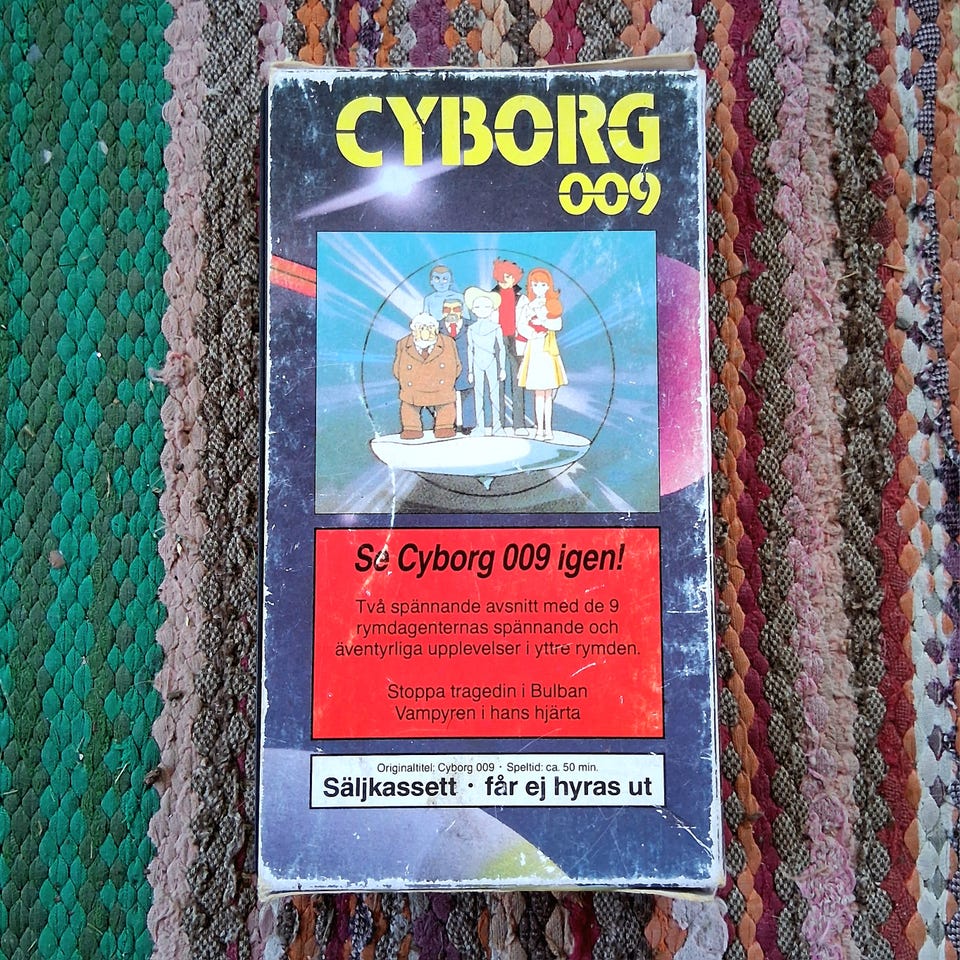 CYBORG
009
Se Cyborg 009 igen!
Två spännande avsnitt med de 9
rymdagenternas spännande och
äventyrliga upplevelser i yttre rymden.
Stoppa tragedin i Bulban
Vampyren i hans hjärta
Originaltitel: Cyborg 009 · Speltid: ca. 50 min.
Säljkassett · får ej hyras ut